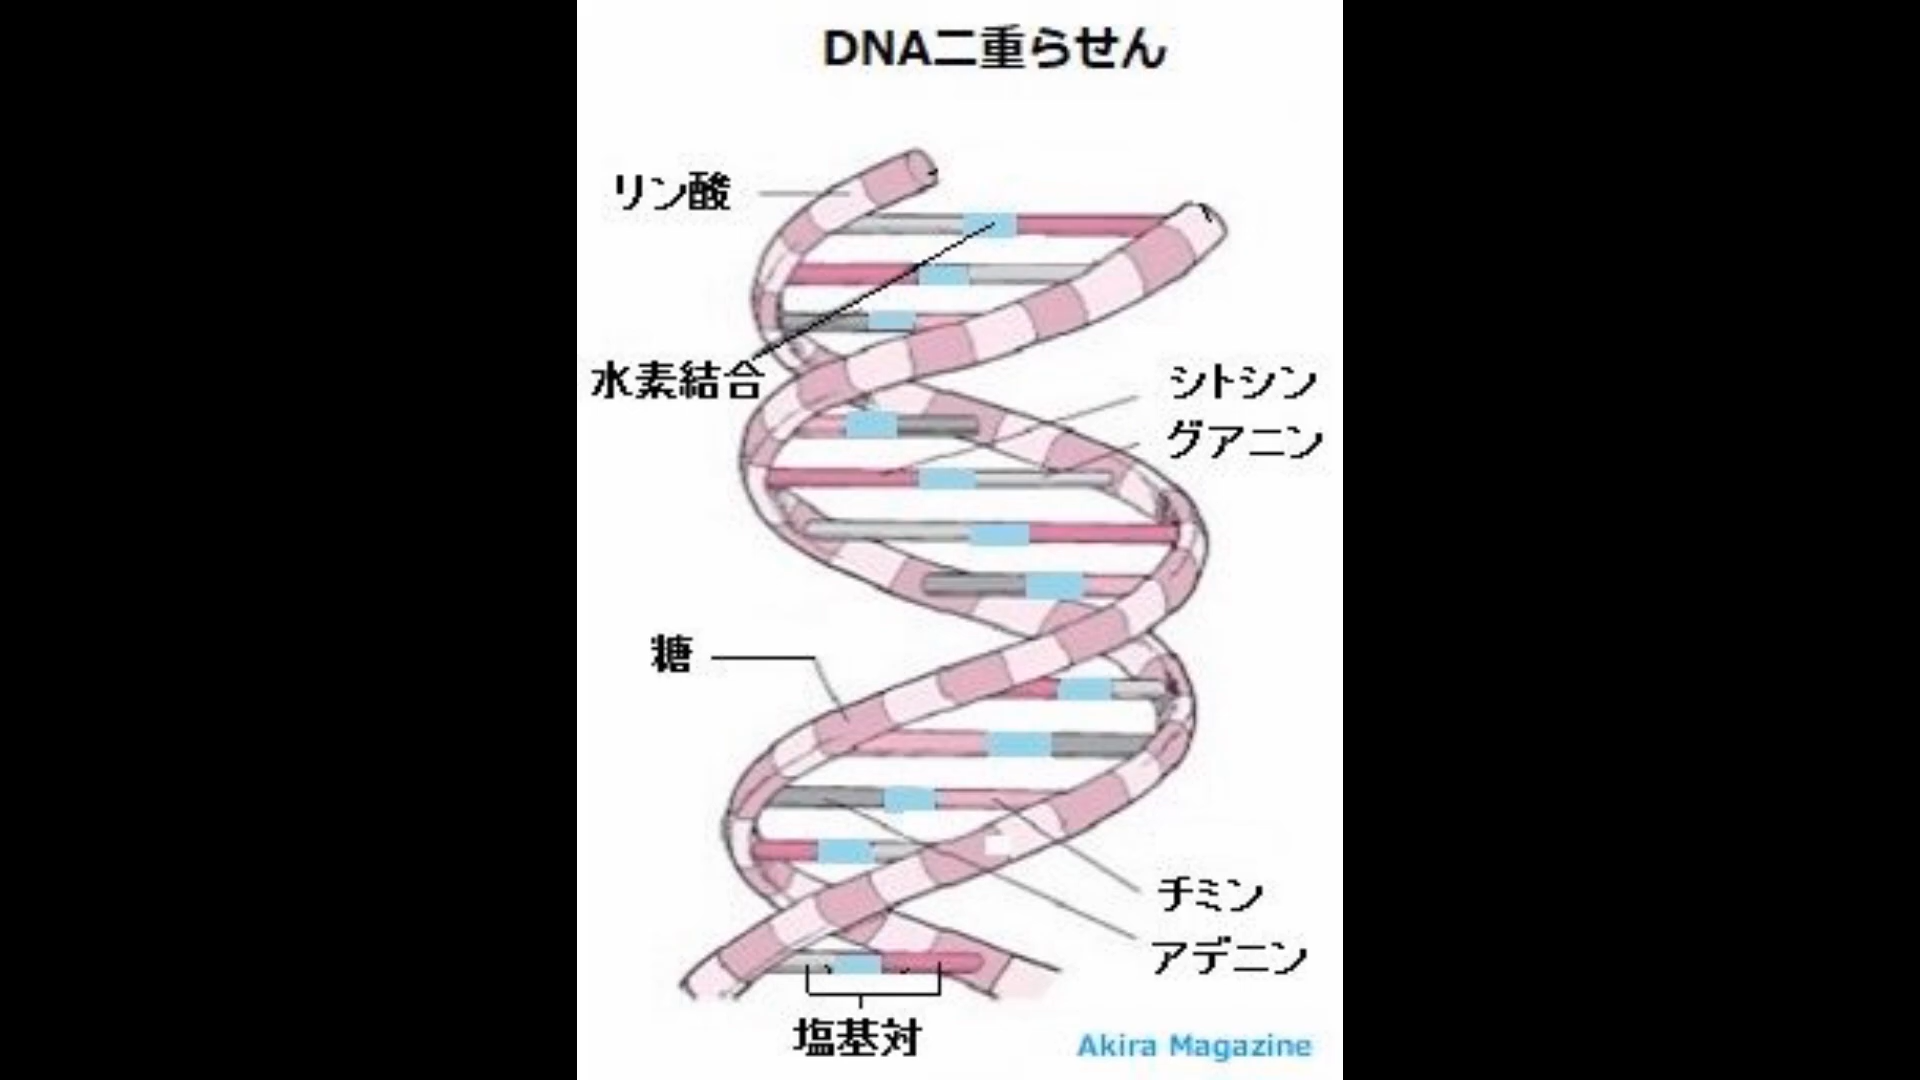 DNA二重らせん
リン酸
水素結合
シトシン
グアニン
糖
チミン
アデニン
塩基対
Akira Magazine